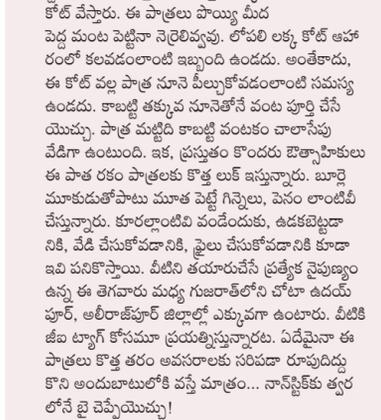 కోట్ వేస్తారు. ఈ పాత్రలు పొయ్యి మీద
పెద్ద మంట పెట్టినా నెర్రెలివ్వవు. లోపలి లక్క కోట్ ఆహా
రంలో కలవడంలాంటి ఇబ్బంది ఉండదు. అంతేకాదు,
ఈ కోట్ వల్ల పాత్ర నూనె పీల్చుకోవడంలాంటి సమస్య
ఉండదు. కాబట్టి తక్కువ నూనెతోనే వంట పూర్తి చేసే
యొచ్చు. పాత్ర మట్టిది కాబట్టి వంటకం చాలాసేపు
వేడిగా ఉంటుంది. ఇక, ప్రస్తుతం కొందరు ఔత్సాహికులు
ఈ పాత రకం పాత్రలకు కొత్త లుక్ ఇస్తున్నారు. బూర్లె
మూకుడుతోపాటు మూత పెట్టే గిన్నెలు, పెనం లాంటివీ
చేస్తున్నారు. కూరల్లాంటివి వండేందుకు, ఉడకబెట్టడా
నికి, వేడి చేసుకోవడానికి, ఫ్రైలు చేసుకోవడానికి కూడా
ఇవి పనికొస్తాయి. వీటిని తయారుచేసే ప్రత్యేక నైపుణ్యం
ఉన్న ఈ తెగవారు మధ్య గుజరాత్‌లోని చోటా ఉదయ్
పూర్, అలీరాజ్‌పూర్ జిల్లాల్లో ఎక్కువగా ఉంటారు. వీటికి
జీఐ ట్యాగ్ కోసమూ ప్రయత్నిస్తున్నారట. ఏదేమైనా ఈ
పాత్రలు కొత్త తరం అవసరాలకు సరిపడా రూపుదిద్దు
కొని అందుబాటులోకి వస్తే మాత్రం... నాన్‌స్టిక్‌కు త్వర
లోనే బై చెప్పేయొచ్చు!